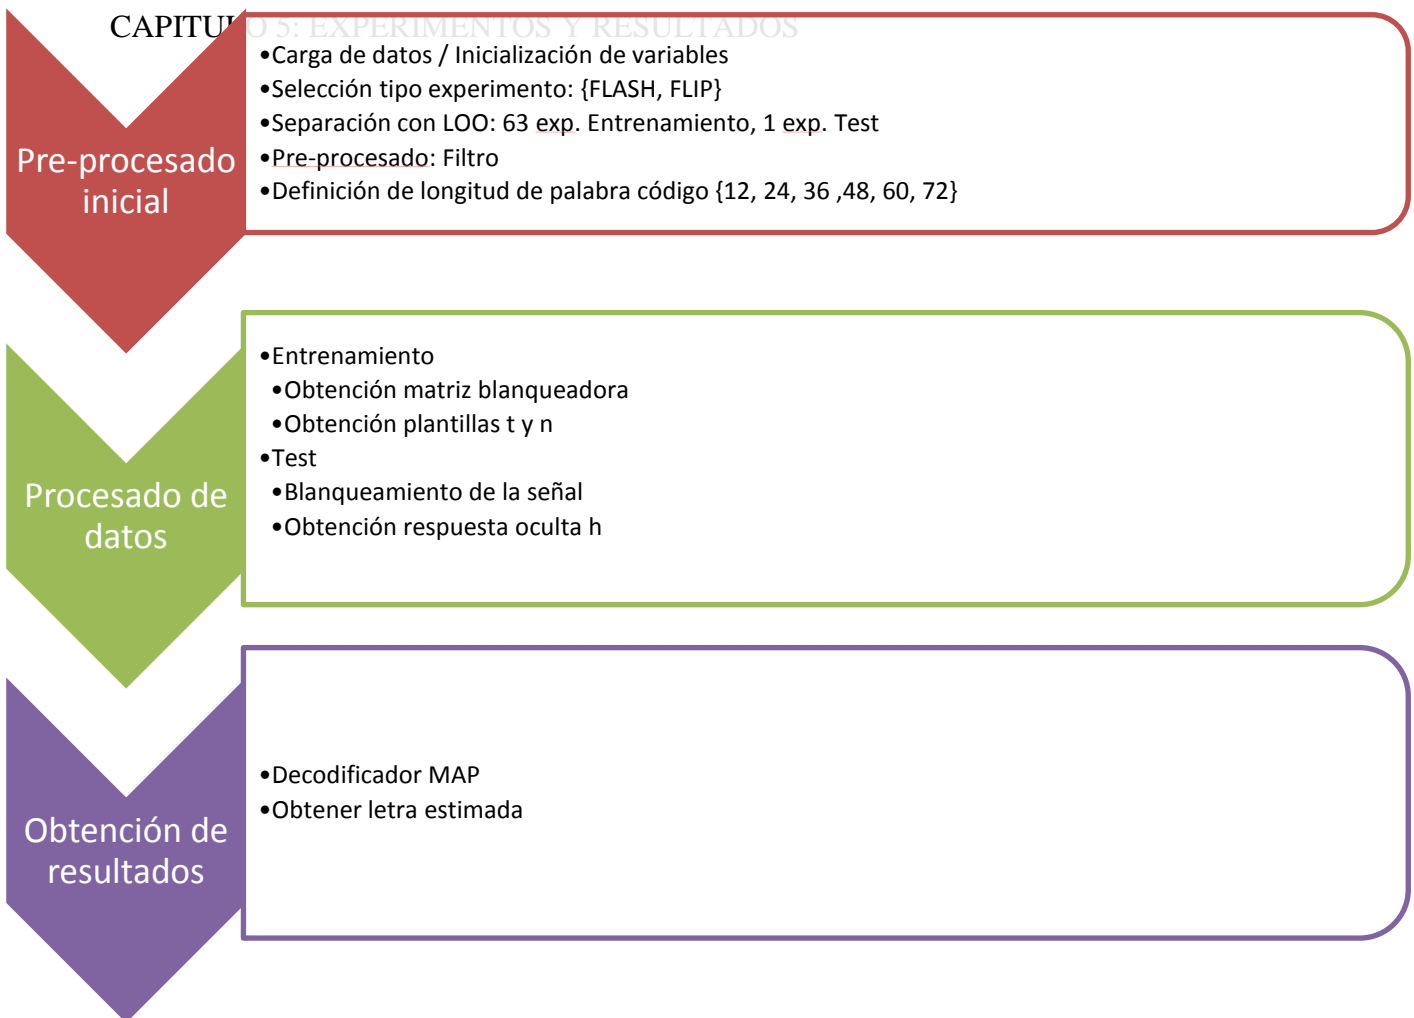 CAPITULO 5: EXPERIMENTOS Y RESULTADOS
Pre-procesado
inicial
•Carga de datos / Inicialización de variables
•Selección tipo experimento: {FLASH, FLIP}
•Separación con LOO: 63 exp. Entrenamiento, 1 exp. Test
•Pre-procesado: Filtro
•Definición de longitud de palabra código {12, 24, 36 ,48, 60, 72}
Procesado de
datos
•Entrenamiento
•Obtención matriz blanqueadora
•Obtención plantillas t y n
•Test
•Blanqueamiento de la señal
•Obtención respuesta oculta h
Obtención de
resultados
•Decodificador MAP
•Obtener letra estimada